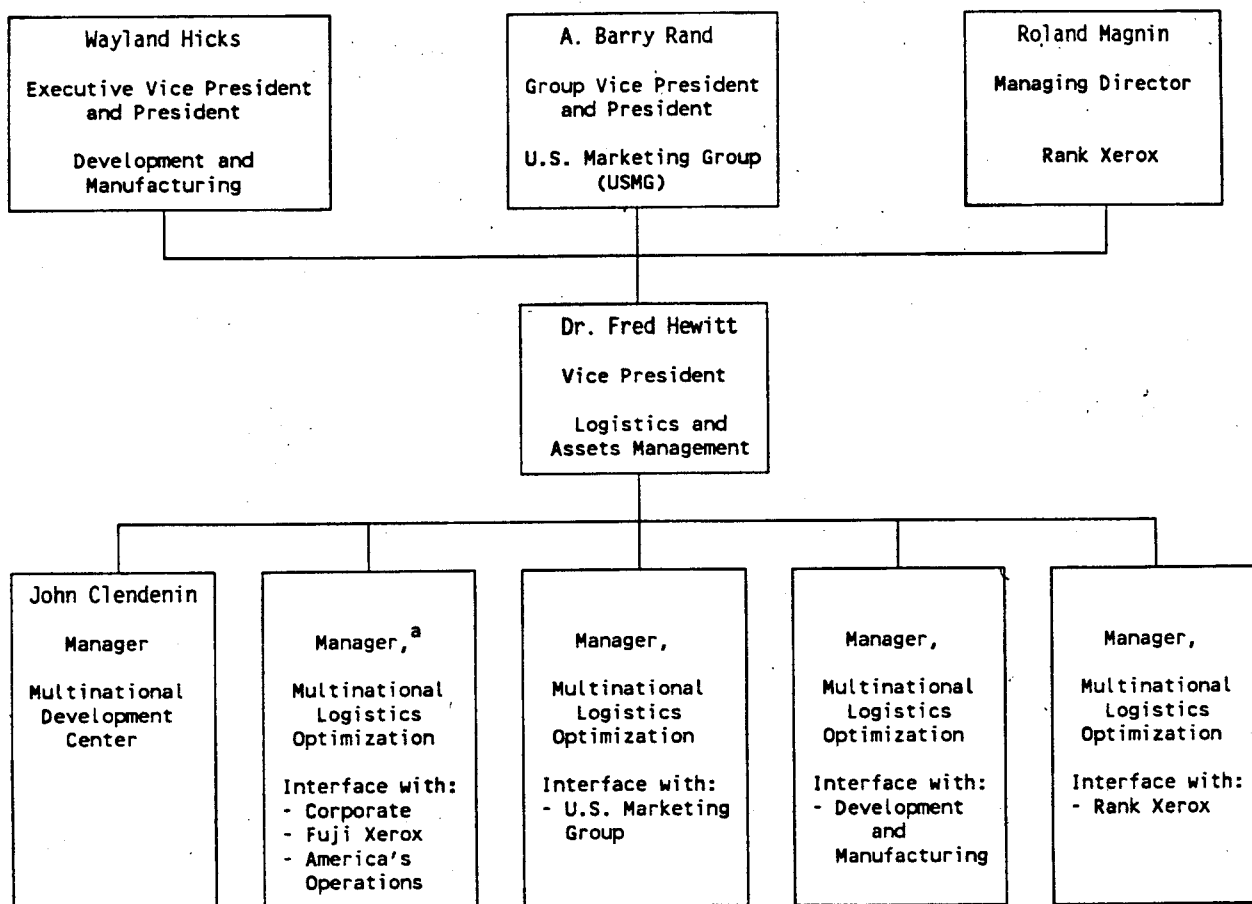 Wayland Hicks
Executive Vice President
and President
Development and
Manufacturing
A. Barry Rand
Group Vice President
and President
U.S. Marketing Group
(USMG)
Roland Magnin
Managing Director
Rank Xerox
Dr. Fred Hewitt
Vice President
Logistics and
Assets Management
John Clendenin
Manager
Multinational
Development
Center
Manager,a
Multinational
Logistics
Optimization
Interface with:
- Corporate
- Fuji Xerox
- America's
Operations
Manager,
Multinational
Logistics
Optimization
Interface with:
- U.S. Marketing
Group
Manager,
Multinational
Logistics
Optimization
Interface with:
- Development
and
Manufacturing
Manager,
Multinational
Logistics
Optimization
Interface with:
- Rank Xerox